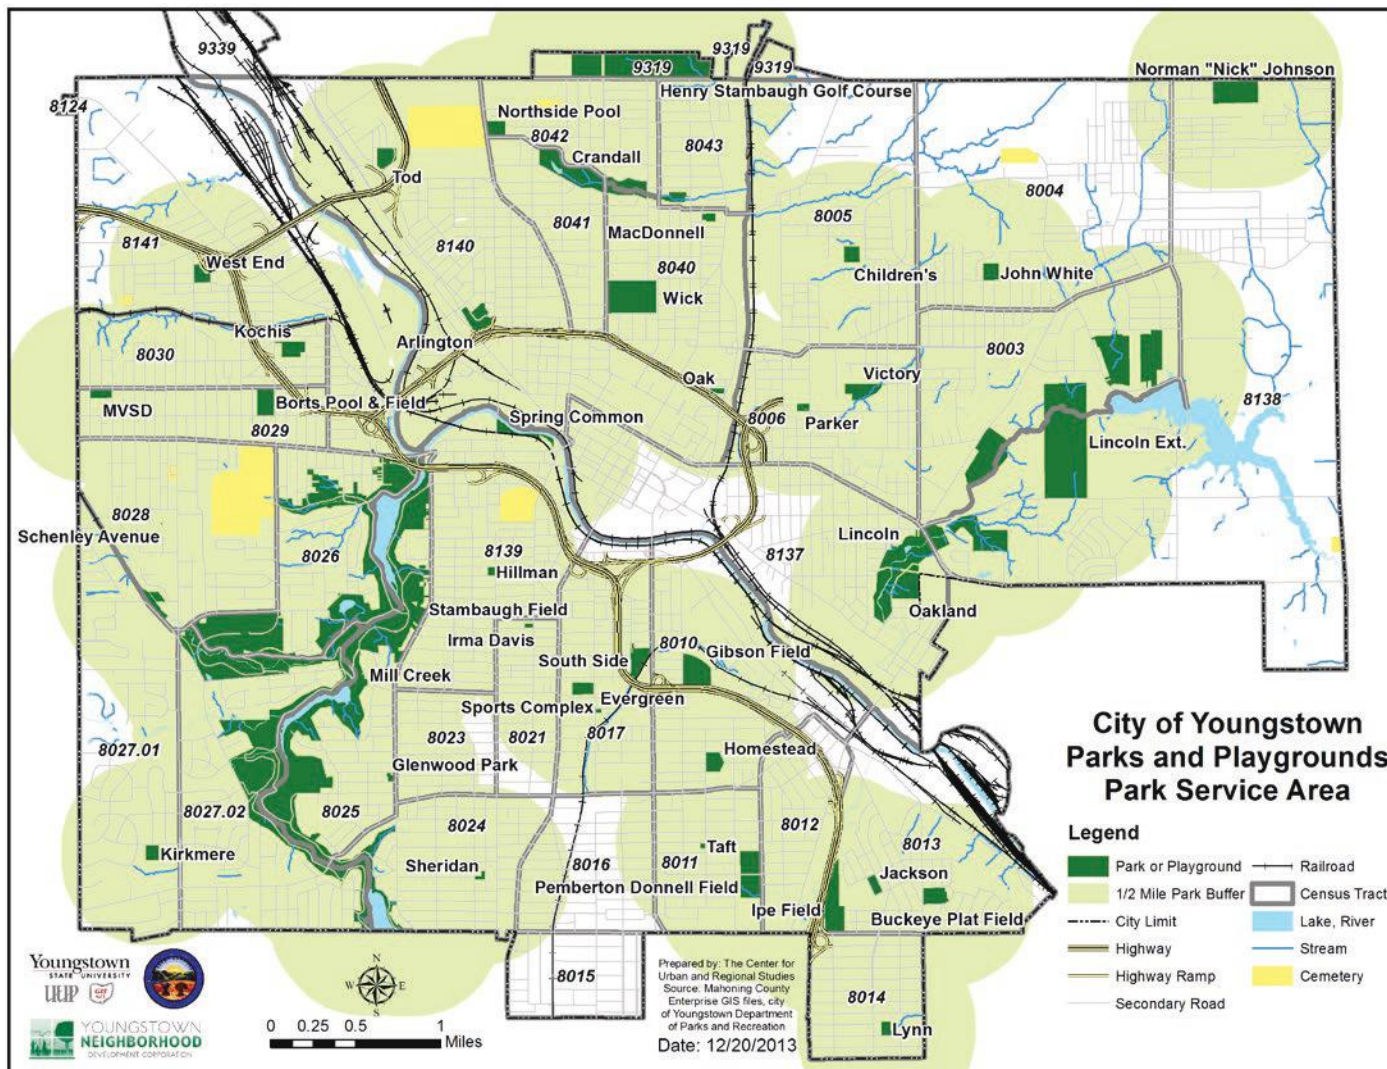 9339
9319
9319
9319
Norman "Nick" Johnson
8124
Henry Stambaugh Golf Course
Northside Pool
8042
8043
Crandall
Tod
8004
8041
8005
MacDonnell
8141
8140
West End
8040
Children's
John White
Wick
Kochis
Arlington
8030
8003
Oak
Victory
MVSD
Borts Pool & Field
8138
Spring Common
8006
Parker
8029
Lincoln Ext.
8028
Schenley Avenue
Lincoln
8026
8139
8137
Hillman
Stambaugh Field
Oakland
Irma Davis
8010
Gibson Field
South Side
Mill Creek
Evergreen
Sports Complex
8027.01
8023
8021
8017
Homestead
Glenwood Park
8027.02
8025
8024
8012
8013
Kirkmere
Sheridan
8016
8011
Taft
Jackson
Pemberton Donnell Field
Ipe Field
Buckeye Plat Field
8015
8014
Lynn
City of Youngstown
Parks and Playgrounds
Park Service Area
Legend
Park or Playground
1/2 Mile Park Buffer
City Limit
Highway
Highway Ramp
Secondary Road
Railroad
Census Tract
Lake, River
Stream
Cemetery
Youngstown
STATE UNIVERSITY
YOUNGSTOWN
NEIGHBORHOOD
DEVELOPMENT CORPORATION
N
W E
S
0 0.25 0.5 1
Miles
Prepared by: The Center for
Urban and Regional Studies
Source: Mahoning County
Enterprise GIS files, city
of Youngstown Department
of Parks and Recreation
Date: 12/20/2013